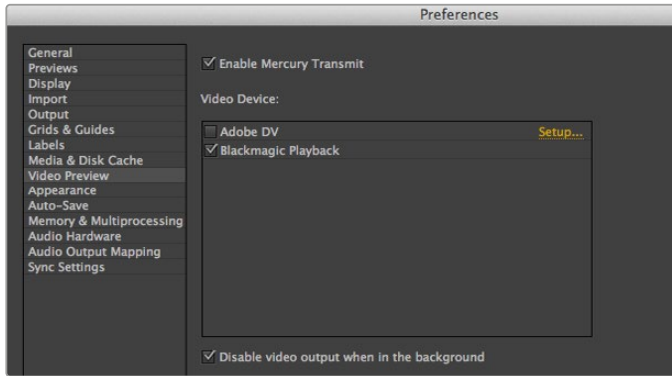 Preferences
General
Previews
Display
Import
Output
Grids & Guides
Labels
Media & Disk Cache
Video Preview
Appearance
Auto-Save
Memory & Multiprocessing
Audio Hardware
Audio Output Mapping
Sync Settings
Enable Mercury Transmit
Video Device:
Adobe DV Setup...
Blackmagic Playback
Disable video output when in the background